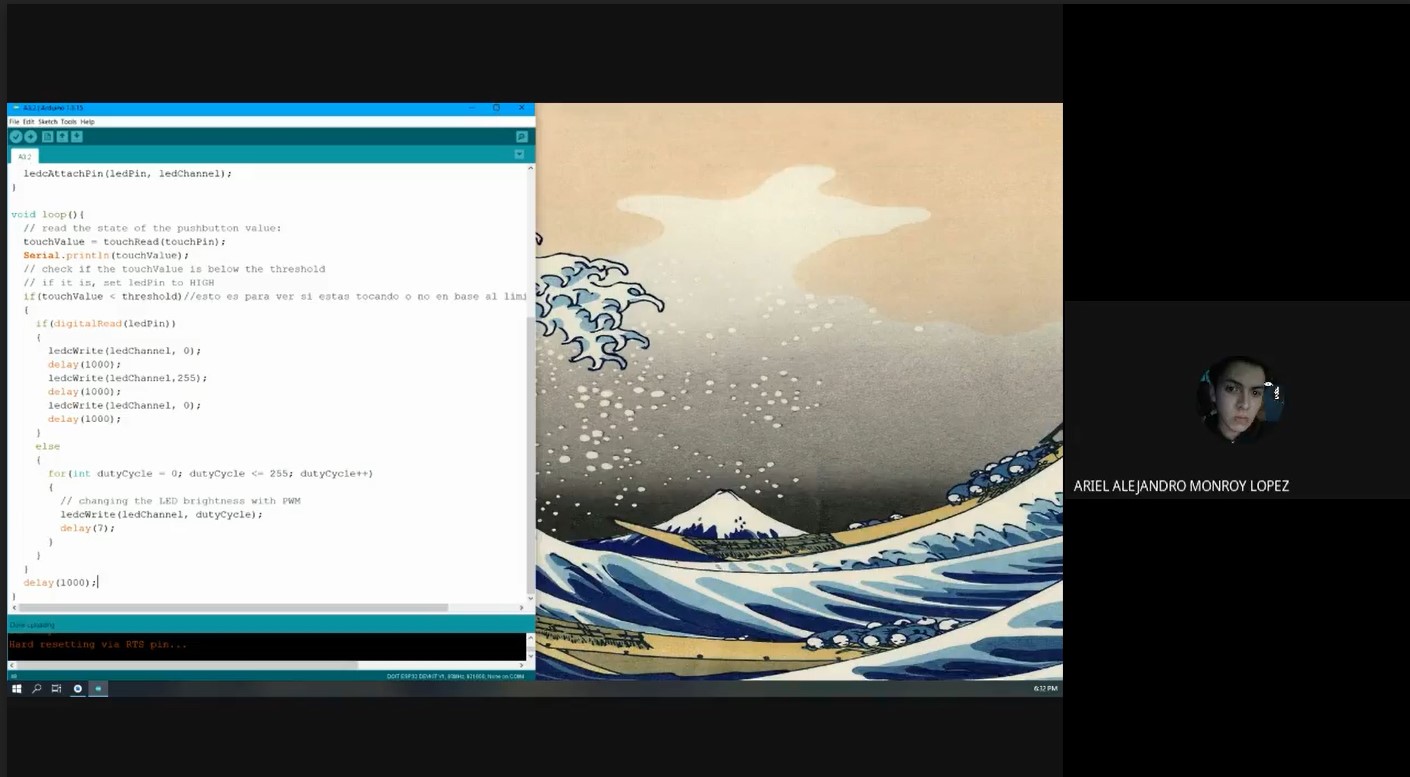 A3.2 | Arduino 1.8.15
File Edit Sketch Tools Help
A3.2
ledcAttachPin(ledPin, ledChannel);
}
void loop(){
// read the state of the pushbutton value:
touchValue = touchRead(touchPin);
Serial.println(touchValue);
// check if the touchValue is below the threshold
// if it is, set ledPin to HIGH
if(touchValue < threshold)//esto es para ver si estas tocando o no en base al limi
{
if(digitalRead(ledPin))
{
ledcWrite(ledChannel, 0);
delay(1000);
ledcWrite(ledChannel,255);
delay(1000);
ledcWrite(ledChannel, 0);
delay(1000);
}
else
{
for(int dutyCycle = 0; dutyCycle <= 255; dutyCycle++)
{
// changing the LED brightness with PWM
ledcWrite(ledChannel, dutyCycle);
delay(7);
}
}
}
delay(1000);
}
Done uploading
Hard resetting via RTS pin...
DOIT ESP32 DEVKIT V1, 80MHz, 921600, None on
6:32 PM
ARIEL ALEJANDRO MONROY LOPEZ